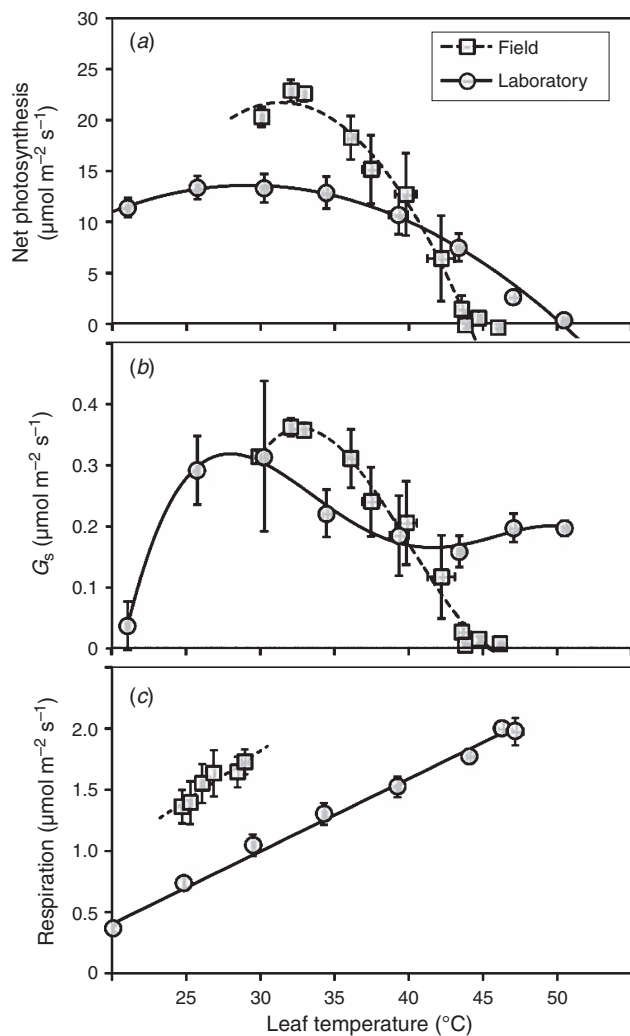 (a)
Field
Laboratory
Net photosynthesis
(μmol m⁻² s⁻¹)
30
25
20
15
10
5
0
(b)
Gₛ (μmol m⁻² s⁻¹)
0.4
0.3
0.2
0.1
0
(c)
Respiration (μmol m⁻² s⁻¹)
2.0
1.5
1.0
0.5
0
25 30 35 40 45 50
Leaf temperature (°C)